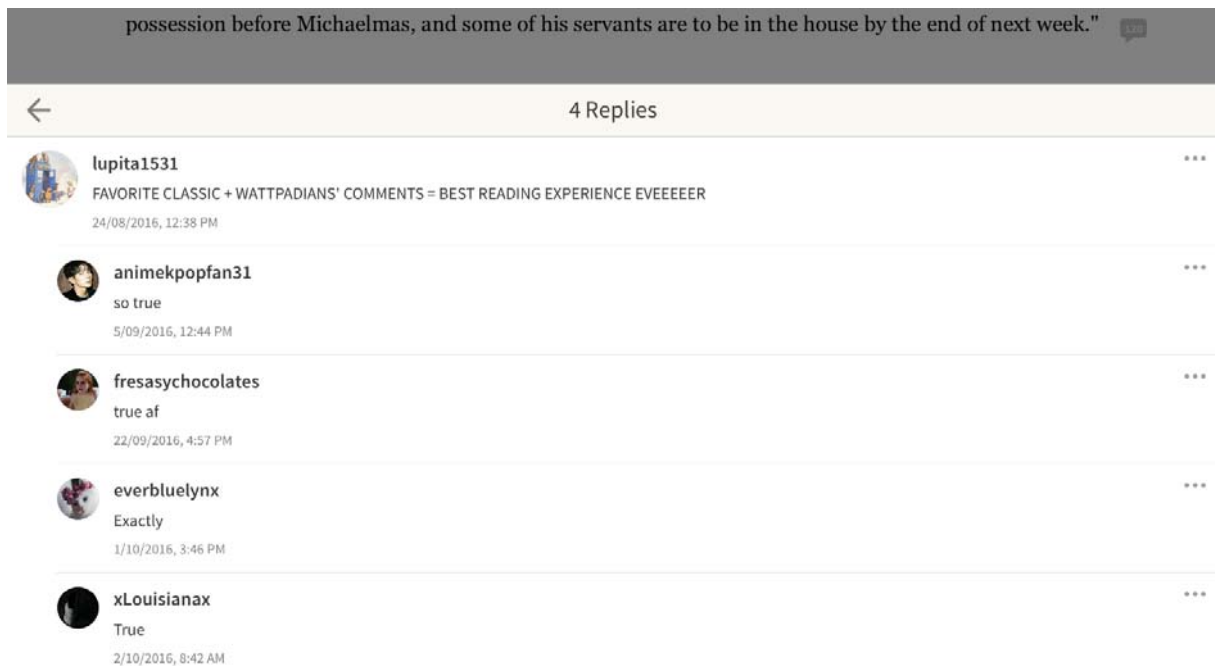 possession before Michaelmas, and some of his servants are to be in the house by the end of next week."
4 Replies
lupita1531
FAVORITE CLASSIC + WATTPADIANS' COMMENTS = BEST READING EXPERIENCE EVEEEEER
24/08/2016, 12:38 PM
animekpopfan31
so true
5/09/2016, 12:44 PM
fresasychocolates
true af
22/09/2016, 4:57 PM
everbluelynx
Exactly
1/10/2016, 3:46 PM
xLouisianax
True
2/10/2016, 8:42 AM